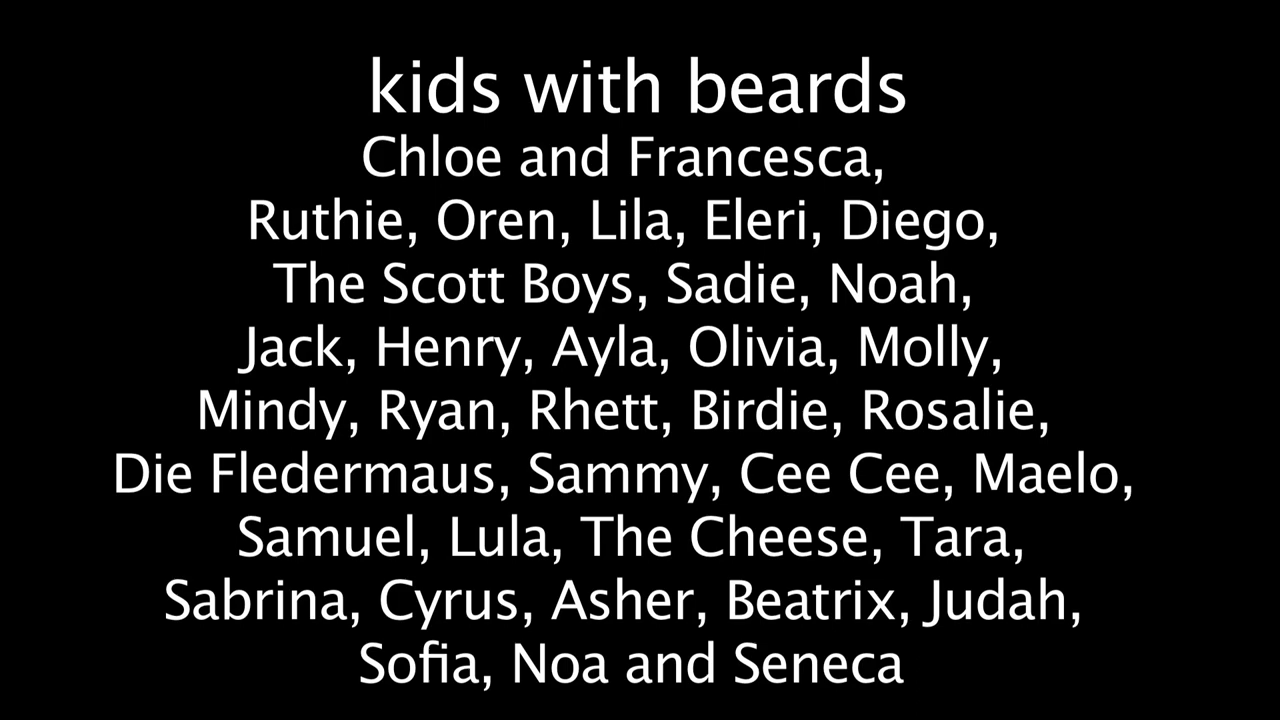 kids with beards
Chloe and Francesca,
Ruthie, Oren, Lila, Eleri, Diego,
The Scott Boys, Sadie, Noah,
Jack, Henry, Ayla, Olivia, Molly,
Mindy, Ryan, Rhett, Birdie, Rosalie,
Die Fledermaus, Sammy, Cee Cee, Maelo,
Samuel, Lula, The Cheese, Tara,
Sabrina, Cyrus, Asher, Beatrix, Judah,
Sofia, Noa and Seneca